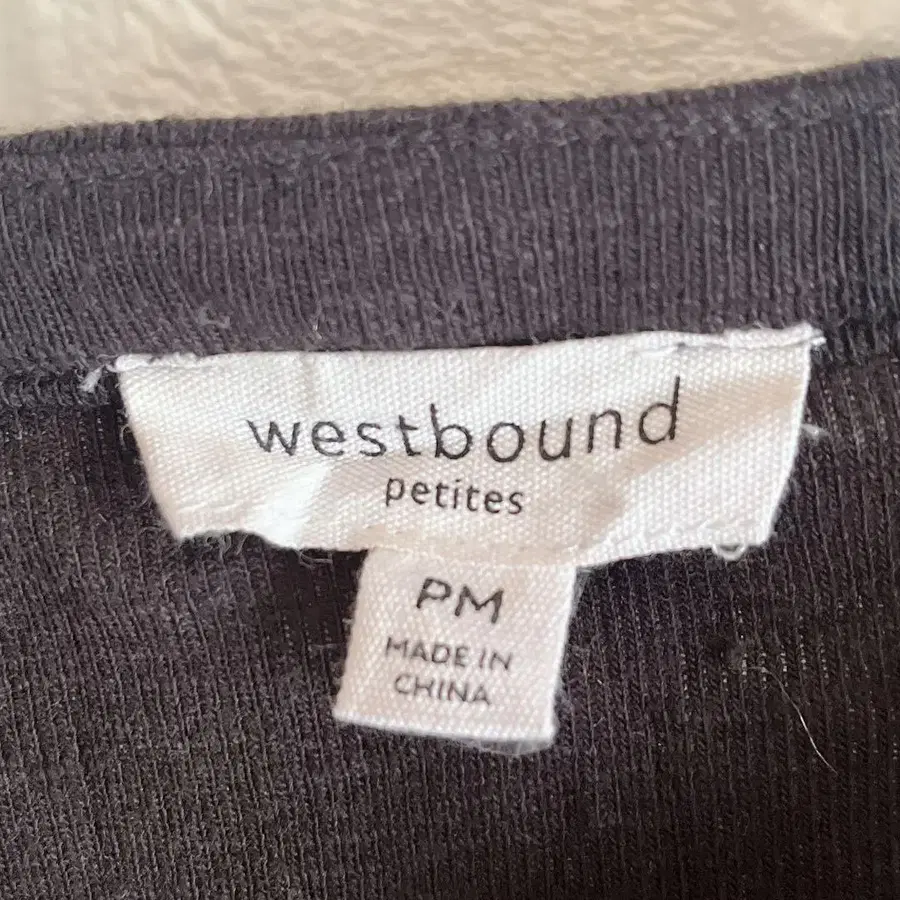 westbound
petites
PM
MADE IN
CHINA